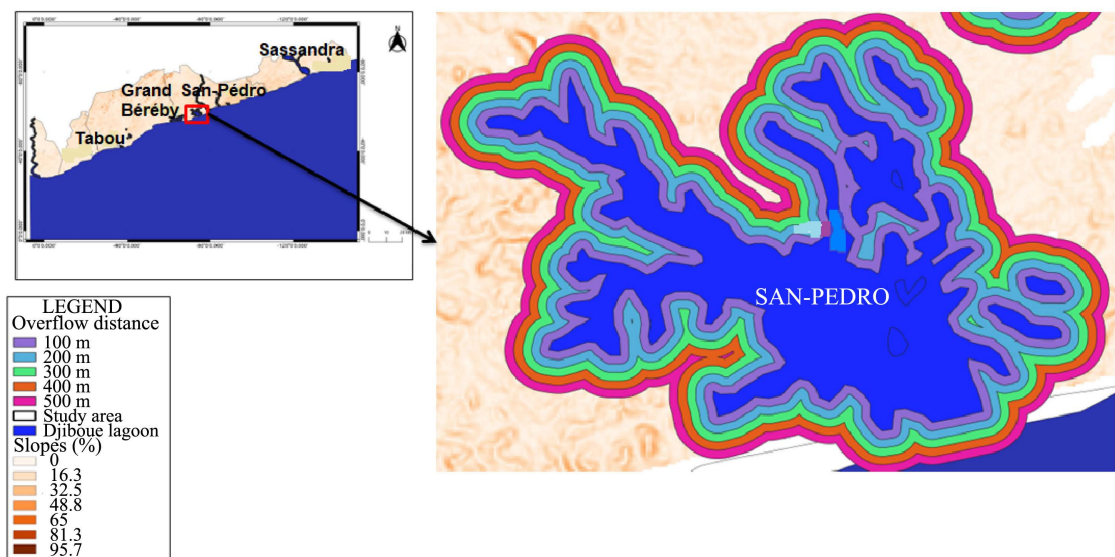 N
Sassandra
Grand San-Pédro
Béréby
Tabou
SAN-PEDRO
LEGEND
Overflow distance
100 m
200 m
300 m
400 m
500 m
Study area
Djiboue lagoon
Slopes (%)
0
16.3
32.5
48.8
65
81.3
95.7